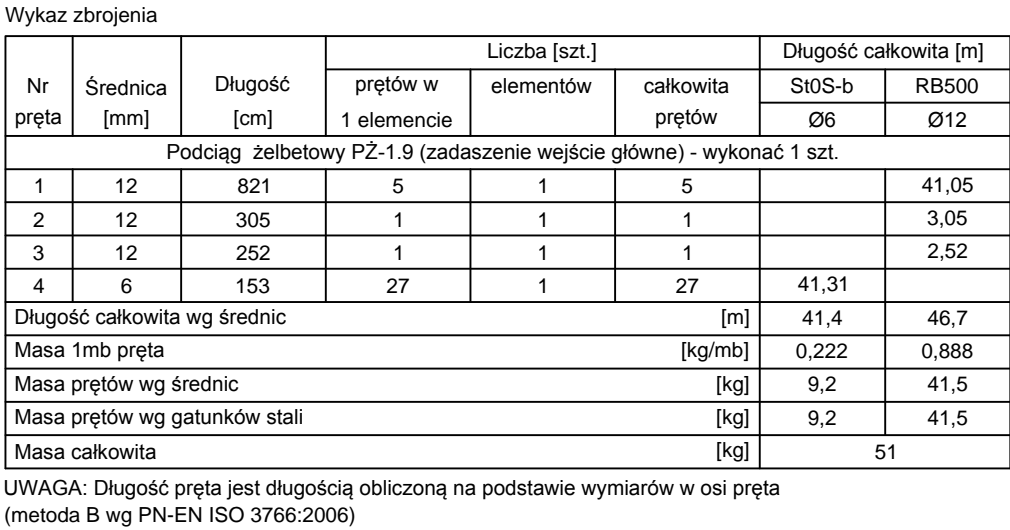 Wykaz zbrojenia
Liczba [szt.] Długość całkowita [m]
Nr Średnica Długość prętów w elementów całkowita St0S-b RB500
pręta [mm] [cm] 1 elemencie prętów Ø6 Ø12
Podciąg żelbetowy PŻ-1.9 (zadaszenie wejście główne) - wykonać 1 szt.
1 12 821 5 1 5 41,05
2 12 305 1 1 1 3,05
3 12 252 1 1 1 2,52
4 6 153 27 1 27 41,31
Długość całkowita wg średnic [m] 41,4 46,7
Masa 1mb pręta [kg/mb] 0,222 0,888
Masa prętów wg średnic [kg] 9,2 41,5
Masa prętów wg gatunków stali [kg] 9,2 41,5
Masa całkowita [kg] 51
UWAGA: Długość pręta jest długością obliczoną na podstawie wymiarów w osi pręta
(metoda B wg PN-EN ISO 3766:2006)